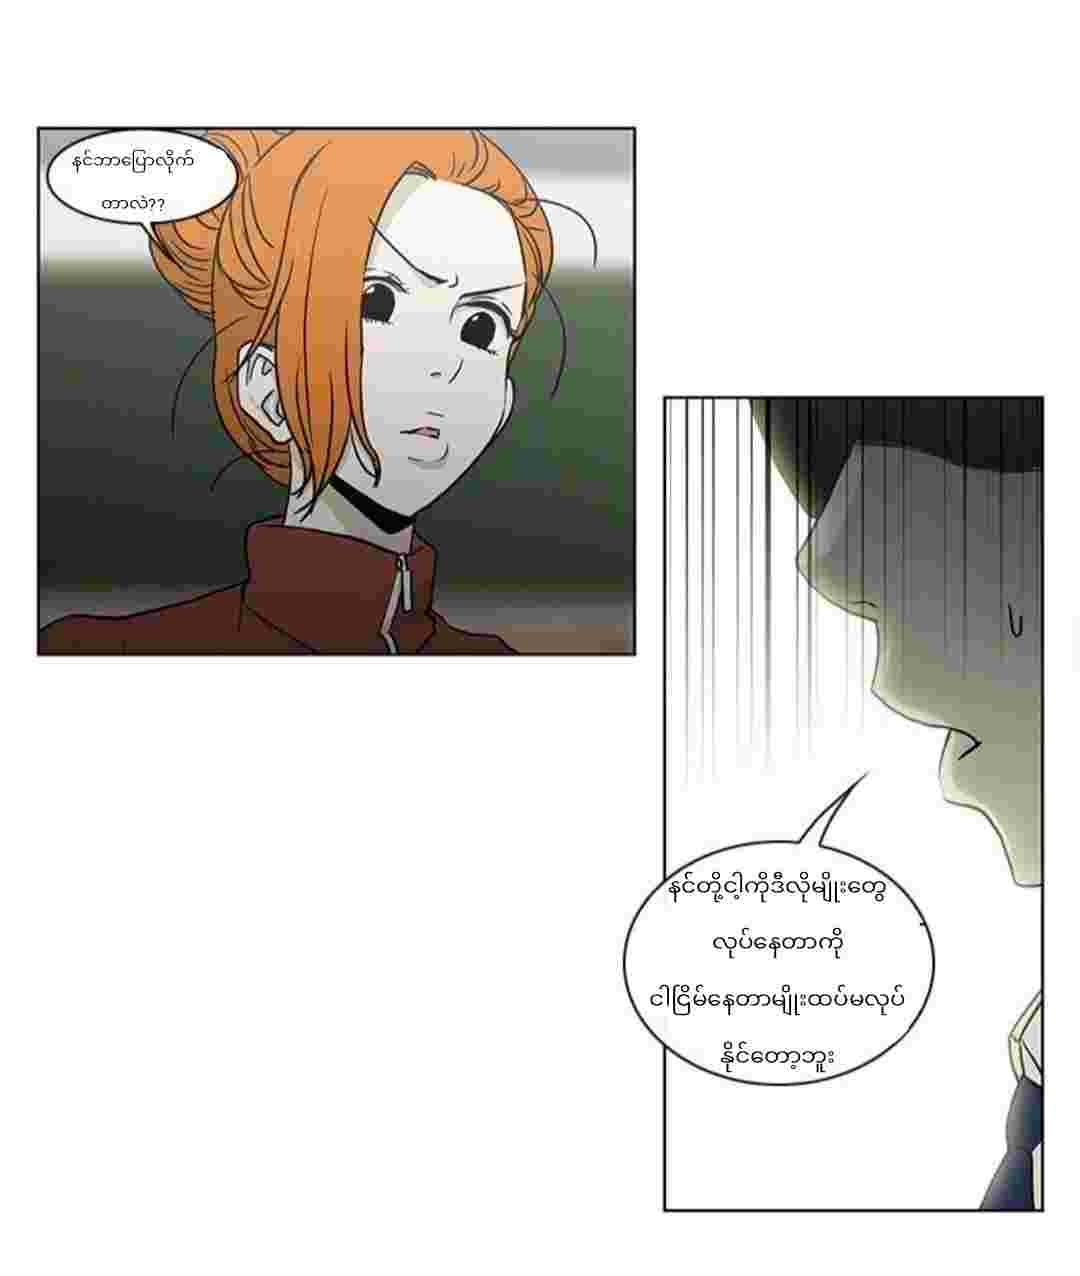 နင်ဘာပြောလိုက်
တာလဲ??
နင်တို့ငါ့ကိုဒီလိုမျိုးတွေ
လုပ်နေတာကို
ငါငြိမ်နေတာမျိုးထပ်မလုပ်
နိုင်တော့ဘူး